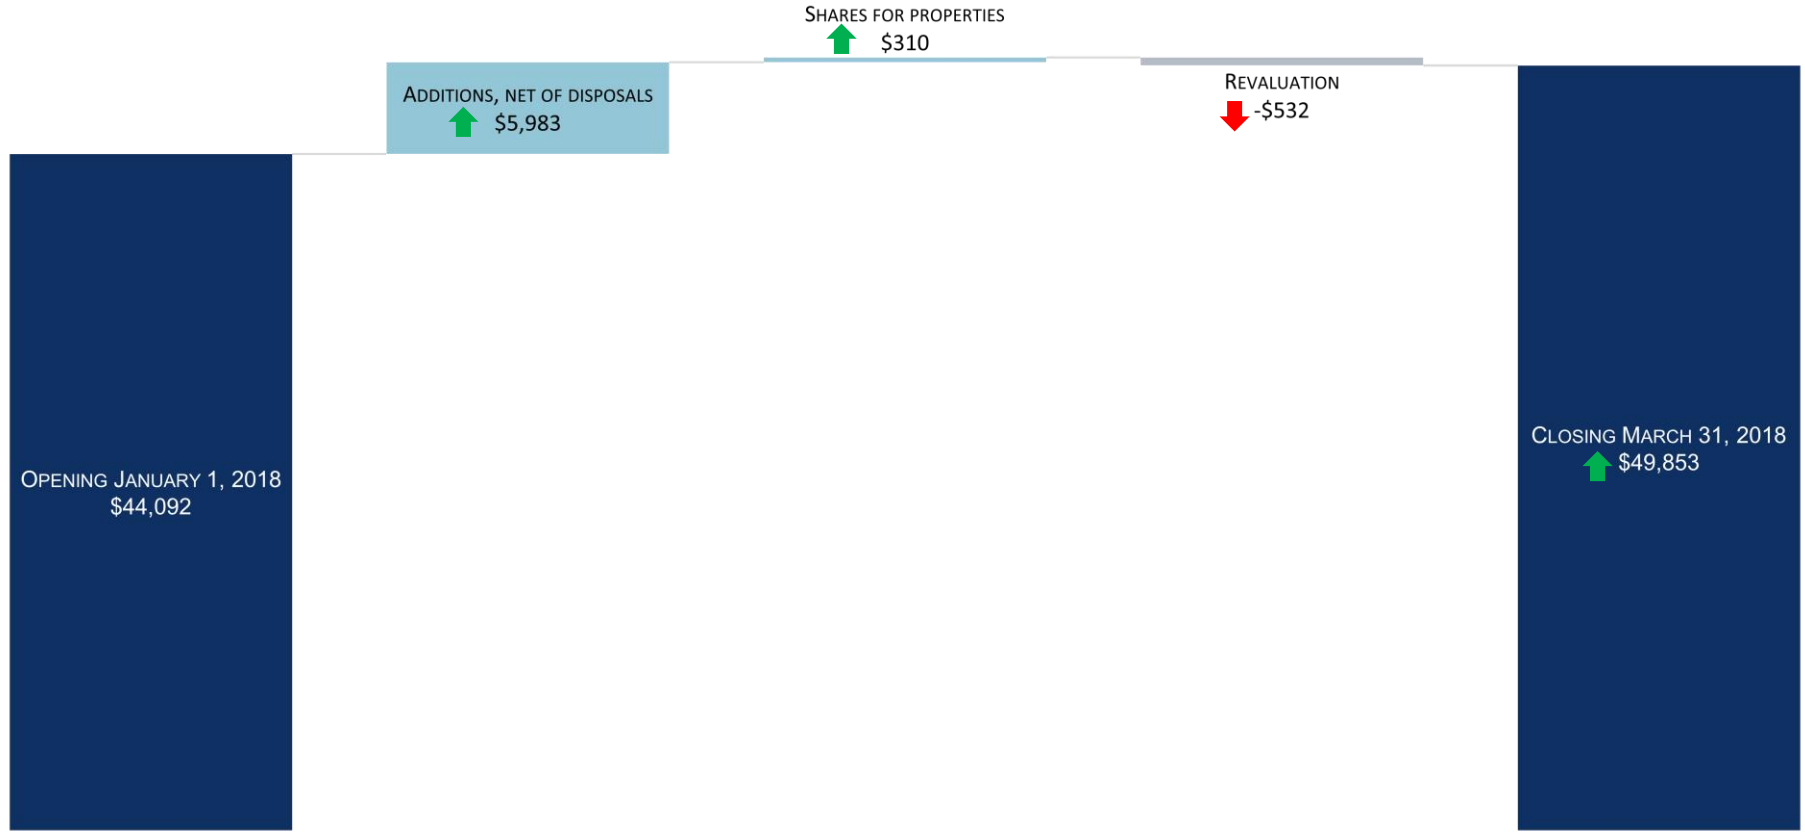 SHARES FOR PROPERTIES
$310
ADDITIONS, NET OF DISPOSALS
$5,983
REVALUATION
-$532
OPENING JANUARY 1, 2018
$44,092
CLOSING MARCH 31, 2018
$49,853